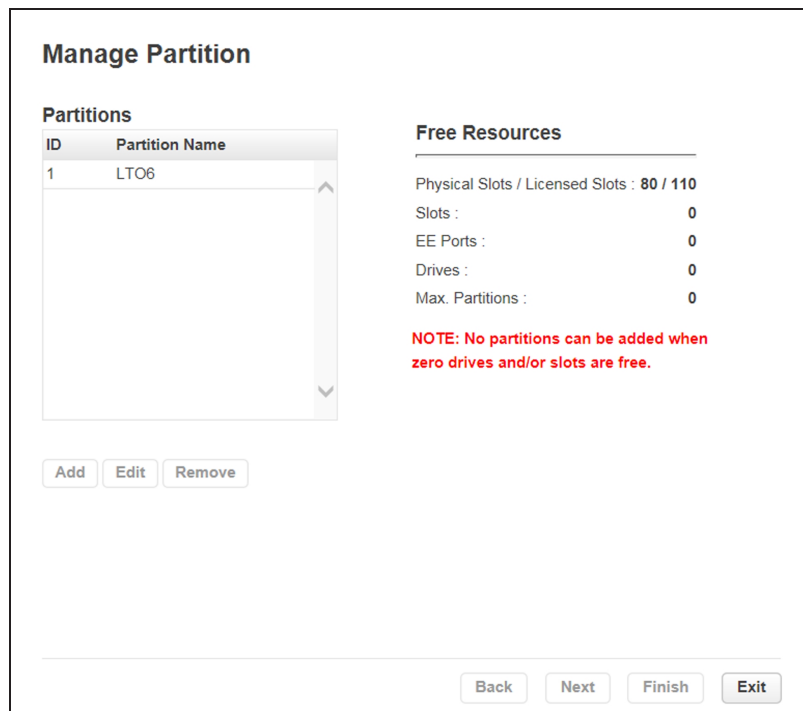 Manage Partition
Partitions
ID Partition Name
1 LTO6
Free Resources
Physical Slots / Licensed Slots : 80 / 110
Slots : 0
EE Ports : 0
Drives : 0
Max. Partitions : 0
NOTE: No partitions can be added when
zero drives and/or slots are free.
Add Edit Remove
Back Next Finish Exit